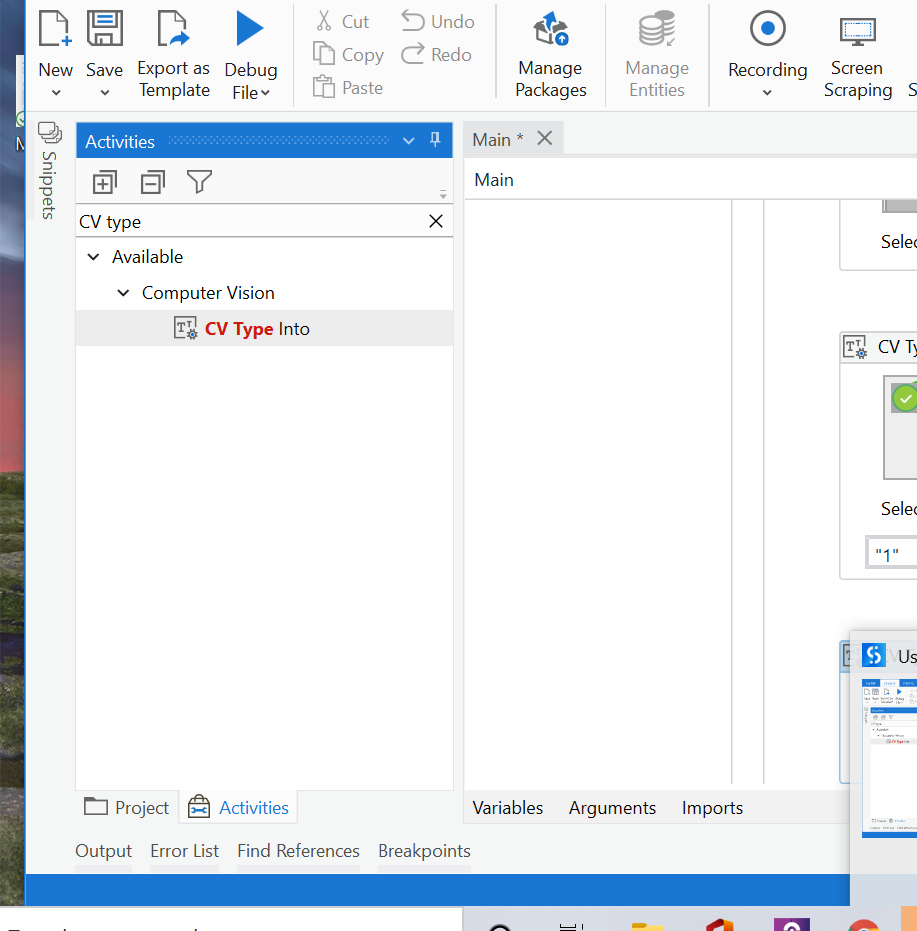 New
Save
Export as
Template
Debug
File
Cut
Copy
Paste
Undo
Redo
Manage
Packages
Manage
Entities
Recording
Screen
Scraping
S
Snippets
Activities
CV type
Available
Computer Vision
CV Type Into
Main *
Main
Selec
CV Ty
Selec
"1"
Us
Project
Activities
Variables
Arguments
Imports
Output
Error List
Find References
Breakpoints